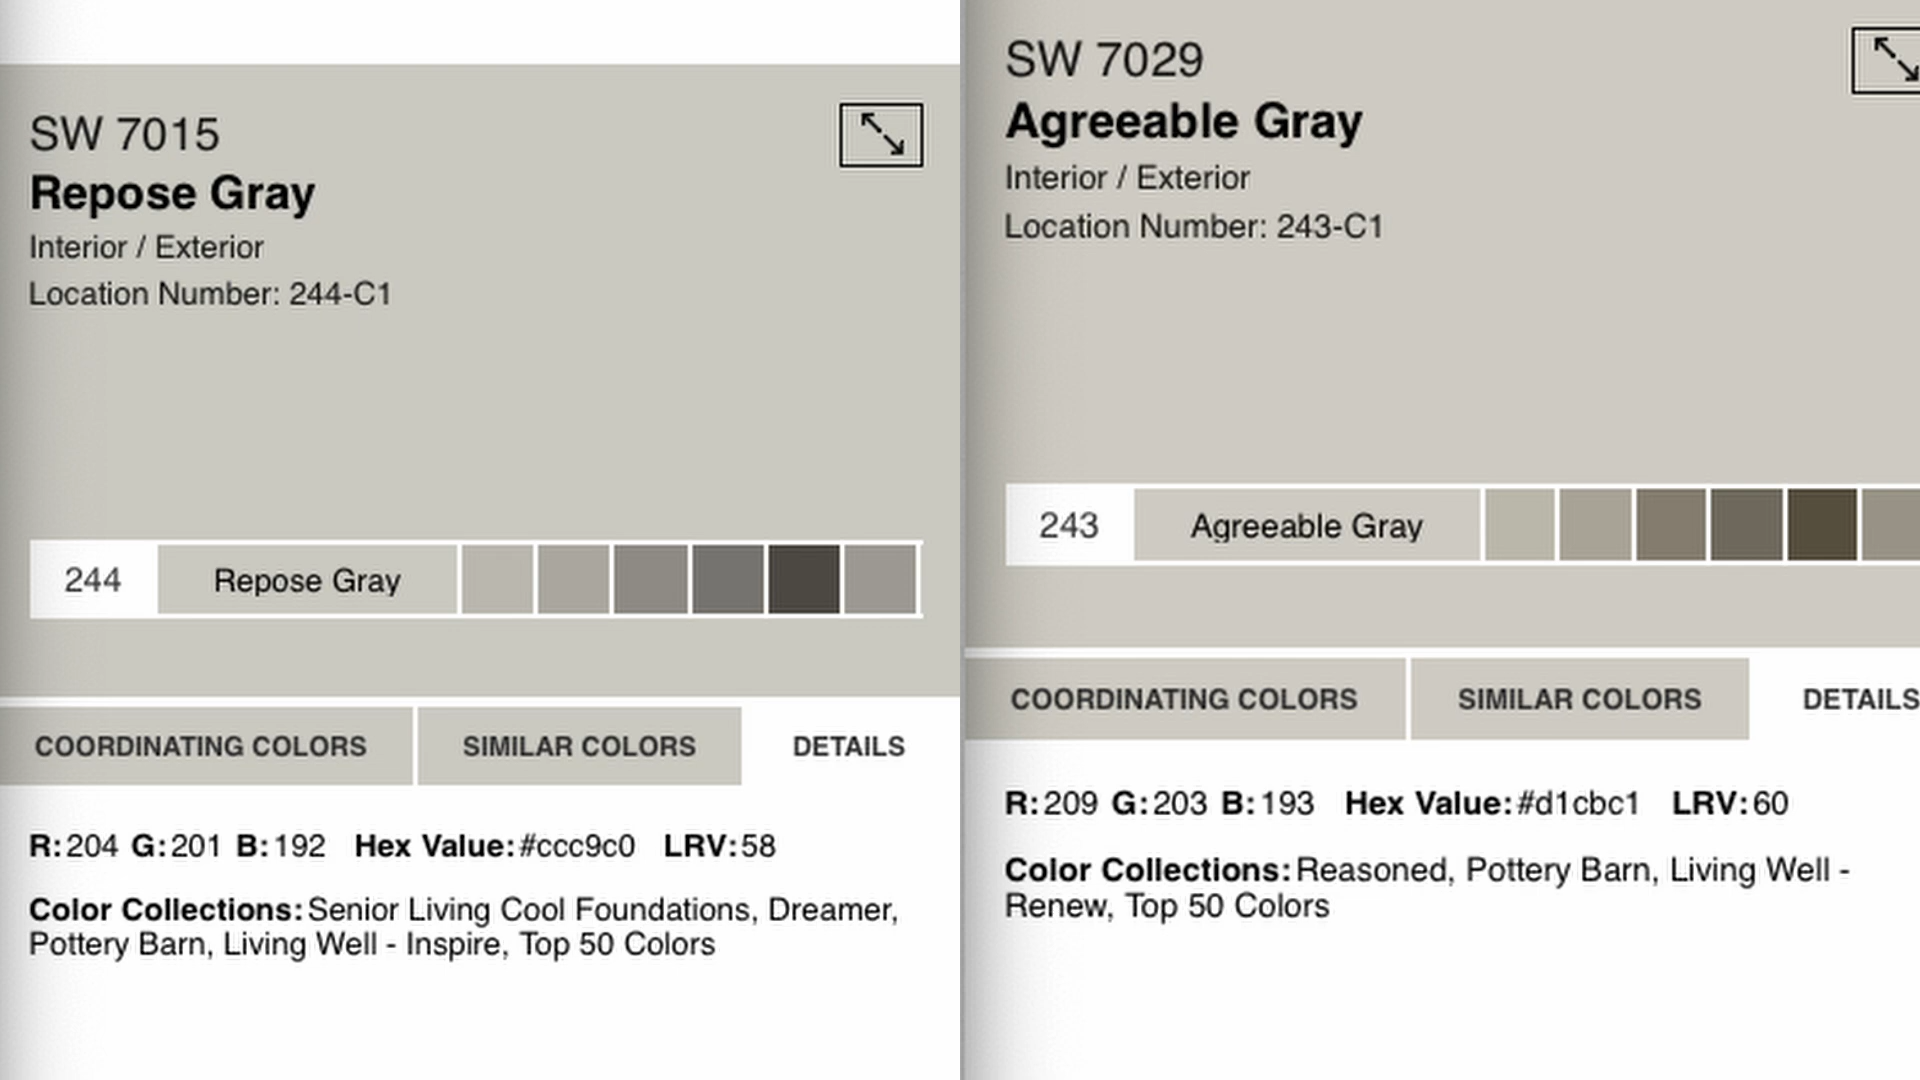 SW 7015
Repose Gray
Interior / Exterior
Location Number: 244-C1
244
Repose Gray
COORDINATING COLORS
SIMILAR COLORS
DETAILS
R:204 G:201 B:192 Hex Value:#ccc9c0 LRV:58
Color Collections:Senior Living Cool Foundations, Dreamer,
Pottery Barn, Living Well - Inspire, Top 50 Colors
SW 7029
Agreeable Gray
Interior / Exterior
Location Number: 243-C1
243
Agreeable Gray
COORDINATING COLORS
SIMILAR COLORS
DETAILS
R:209 G:203 B:193 Hex Value:#d1cbc1 LRV:60
Color Collections:Reasoned, Pottery Barn, Living Well -
Renew, Top 50 Colors